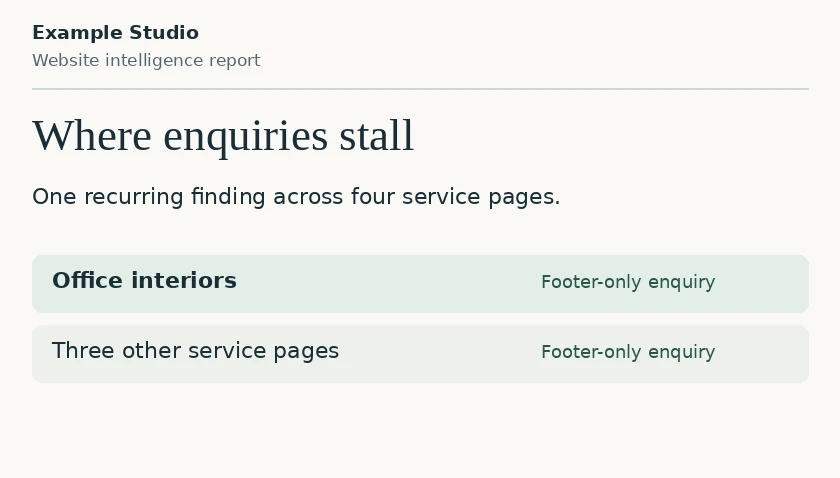 Example Studio
Website intelligence report
Where enquiries stall
One recurring finding across four service pages.
Office interiors Footer-only enquiry
Three other service pages Footer-only enquiry